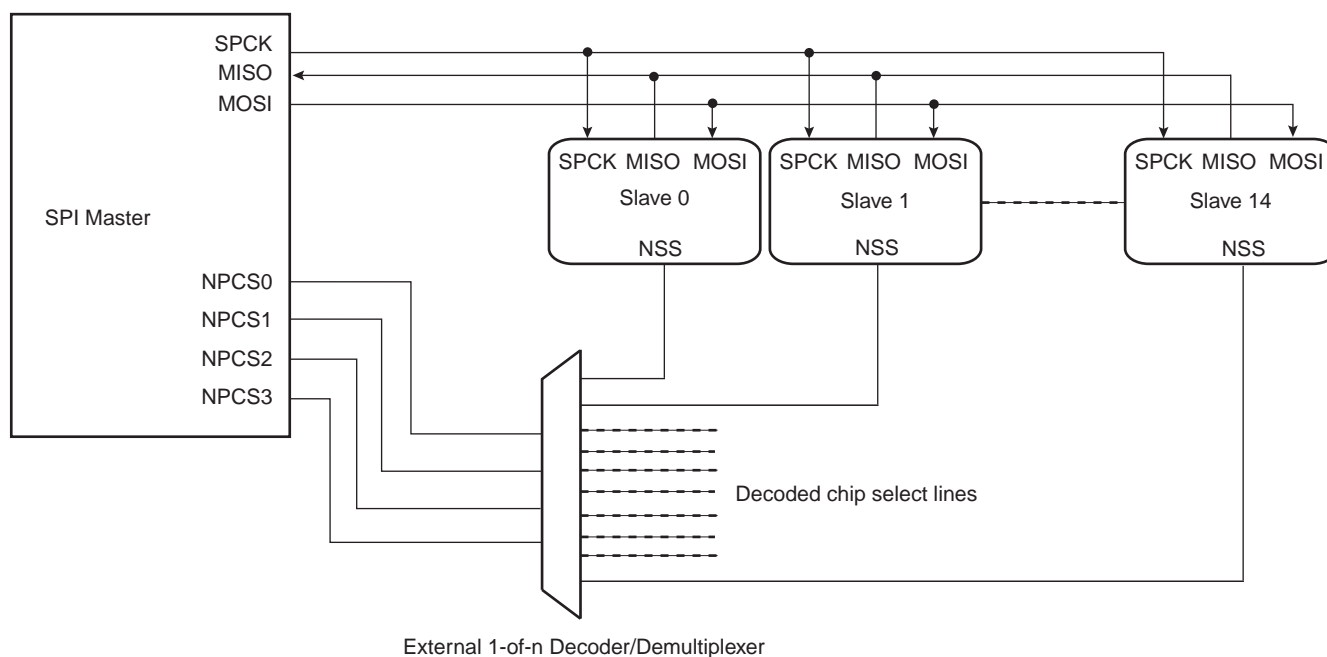 SPI Master
SPCK
MISO
MOSI
NPCS0
NPCS1
NPCS2
NPCS3
SPCK MISO MOSI
Slave 0
NSS
SPCK MISO MOSI
Slave 1
NSS
SPCK MISO MOSI
Slave 14
NSS
Decoded chip select lines
External 1-of-n Decoder/Demultiplexer